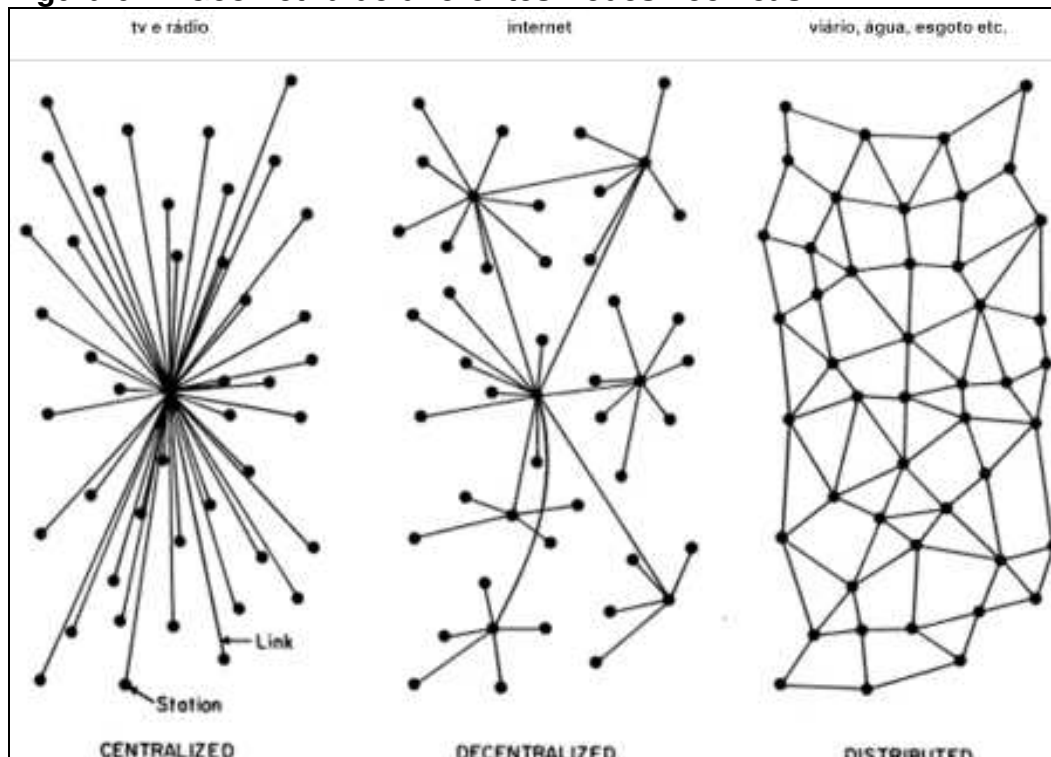 tv e rádio
internet
viário, água, esgoto etc.
Link
Station
CENTRALIZED
DECENTRALIZED
DISTRIBUTED